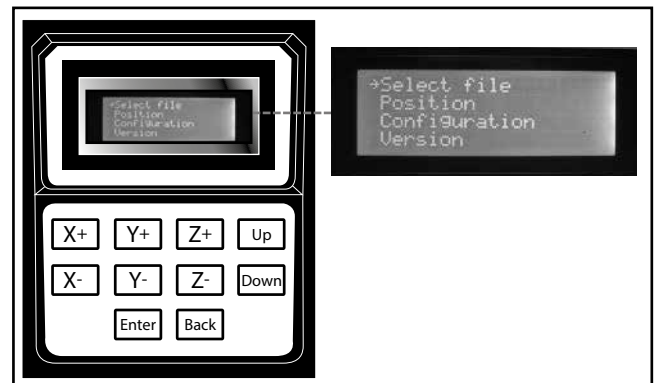 →Select file
Position
Configuration
Version
→Select file
Position
Configuration
Version
X+ Y+ Z+ Up
X- Y- Z- Down
Enter Back